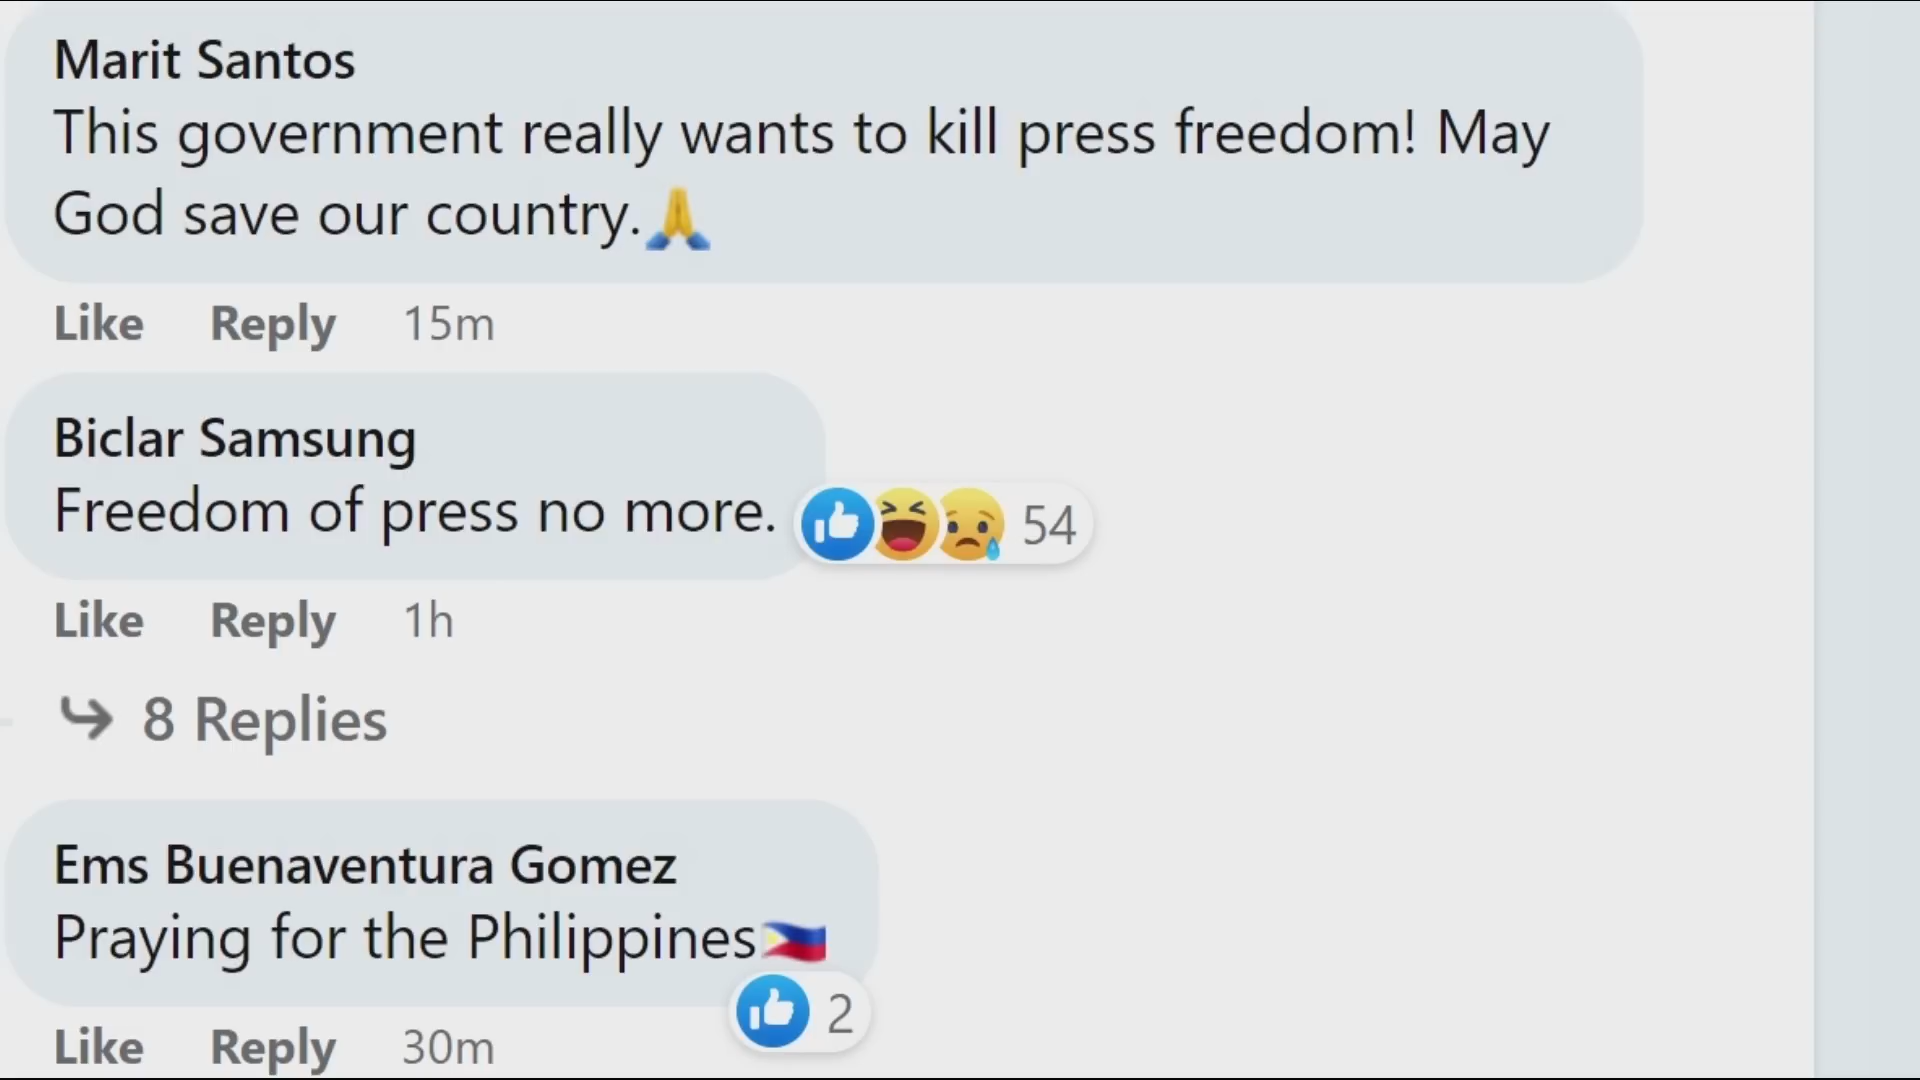 Marit Santos
This government really wants to kill press freedom! May
God save our country.🙏
Like Reply 15m
Biclar Samsung
Freedom of press no more.
54
Like Reply 1h
8 Replies
Ems Buenaventura Gomez
Praying for the Philippines🇵🇭
2
Like Reply 30m